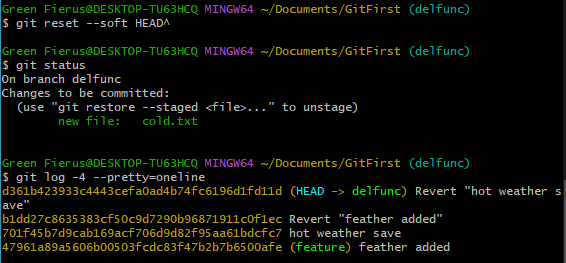 Green Fierus@DESKTOP-TU63HCQ MINGW64 ~/Documents/GitFirst (delfunc)
$ git reset --soft HEAD^
Green Fierus@DESKTOP-TU63HCQ MINGW64 ~/Documents/GitFirst (delfunc)
$ git status
On branch delfunc
Changes to be committed:
  (use "git restore --staged <file>..." to unstage)
        new file:   cold.txt
Green Fierus@DESKTOP-TU63HCQ MINGW64 ~/Documents/GitFirst (delfunc)
$ git log -4 --pretty=oneline
d361b423933c4443cefa0ad4b74fc6196d1fd11d (HEAD -> delfunc) Revert "hot weather s
ave"
b1dd27c8635383cf50c9d7290b96871911c0f1ec Revert "feather added"
701f45b7d9cab169acf706d9d82f95aa61bdcfc7 hot weather save
47961a89a5606b00503fcdc83f47b2b7b6500afe (feature) feather added